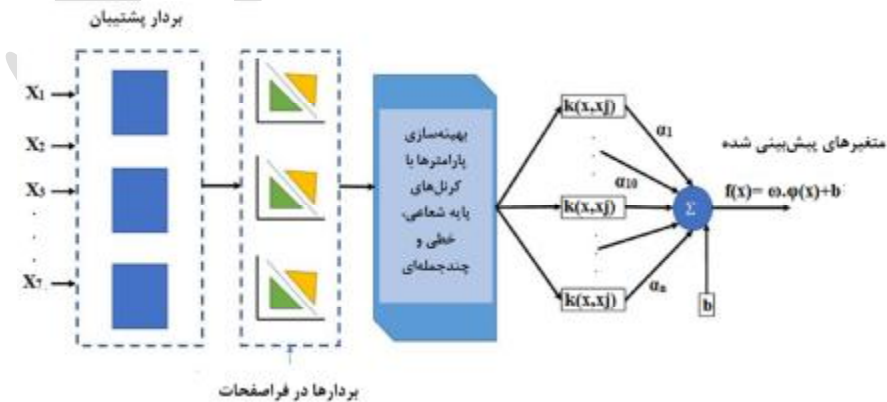 بردار پشتیبان
X1
X2
X3
X7
بهینه‌سازی
پارامترها با
کرنل‌های
پایه شعاعی،
خطی و
چندجمله‌ای
k(x,xj)
k(x,xj)
k(x,xj)
α1
α10
αn
Σ
b
متغیرهای پیش‌بینی شده
f(x)= ω.φ(x)+b
بردارها در فراصفحات